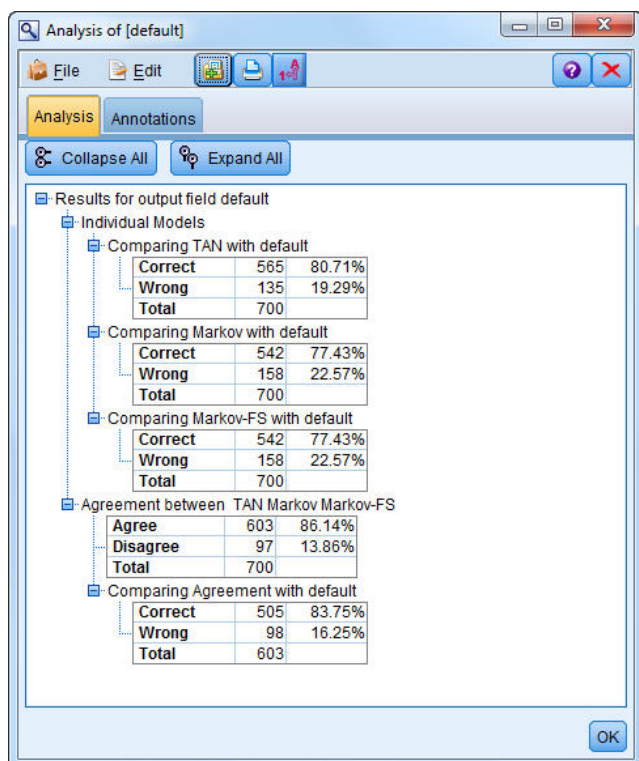 Analysis of [default]
File Edit
Analysis Annotations
Collapse All Expand All
Results for output field default
Individual Models
Comparing TAN with default
Correct 565 80.71%
Wrong 135 19.29%
Total 700
Comparing Markov with default
Correct 542 77.43%
Wrong 158 22.57%
Total 700
Comparing Markov-FS with default
Correct 542 77.43%
Wrong 158 22.57%
Total 700
Agreement between TAN Markov Markov-FS
Agree 603 86.14%
Disagree 97 13.86%
Total 700
Comparing Agreement with default
Correct 505 83.75%
Wrong 98 16.25%
Total 603
OK